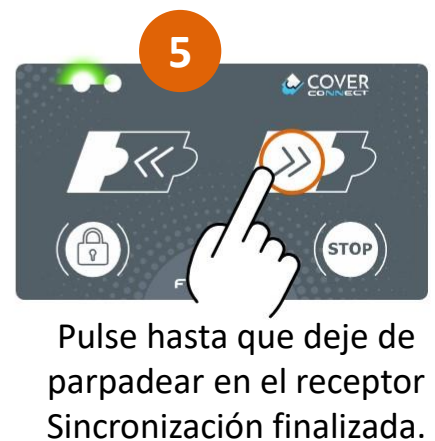 5
COVER
CONNECT
STOP
F
Pulse hasta que deje de
parpadear en el receptor
Sincronización finalizada.